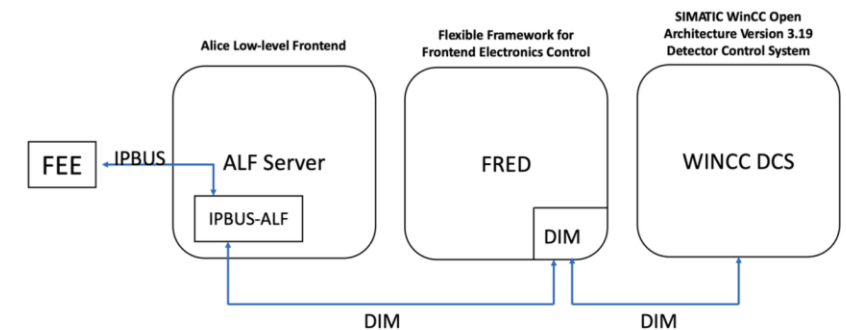 Alice Low-level Frontend
Flexible Framework for
Frontend Electronics Control
SIMATIC WinCC Open
Architecture Version 3.19
Detector Control System
FEE
IPBUS
ALF Server
IPBUS-ALF
FRED
DIM
WINCC DCS
DIM
DIM